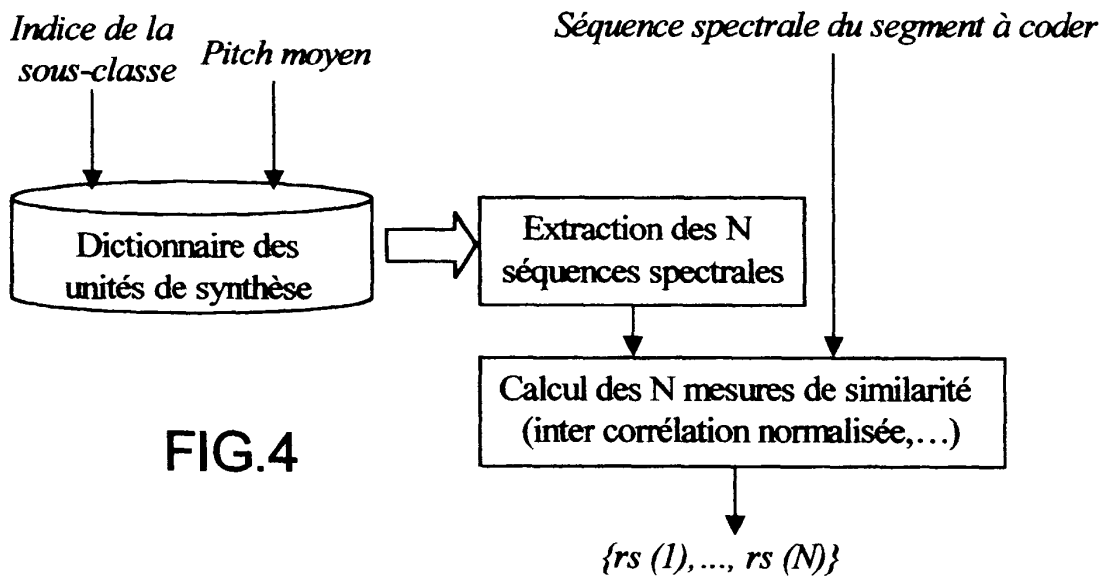 Indice de la
sous-classe
Pitch moyen
Séquence spectrale du segment à coder
Dictionnaire des
unités de synthèse
Extraction des N
séquences spectrales
Calcul des N mesures de similarité
(inter corrélation normalisée,...)
FIG.4
{rs (1),..., rs (N)}